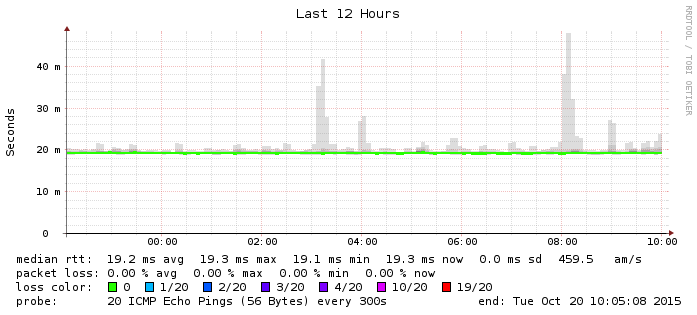 Last 12 Hours
RRDTOOL / TOBI OETIKER
Seconds
40 m
30 m
20 m
10 m
0
00:00 02:00 04:00 06:00 08:00 10:00
median rtt: 19.2 ms avg 19.3 ms max 19.1 ms min 19.3 ms now 0.0 ms sd 459.5 am/s
packet loss: 0.00 % avg 0.00 % max 0.00 % min 0.00 % now
loss color: 0 1/20 2/20 3/20 4/20 10/20 19/20
probe: 20 ICMP Echo Pings (56 Bytes) every 300s end: Tue Oct 20 10:05:08 2015